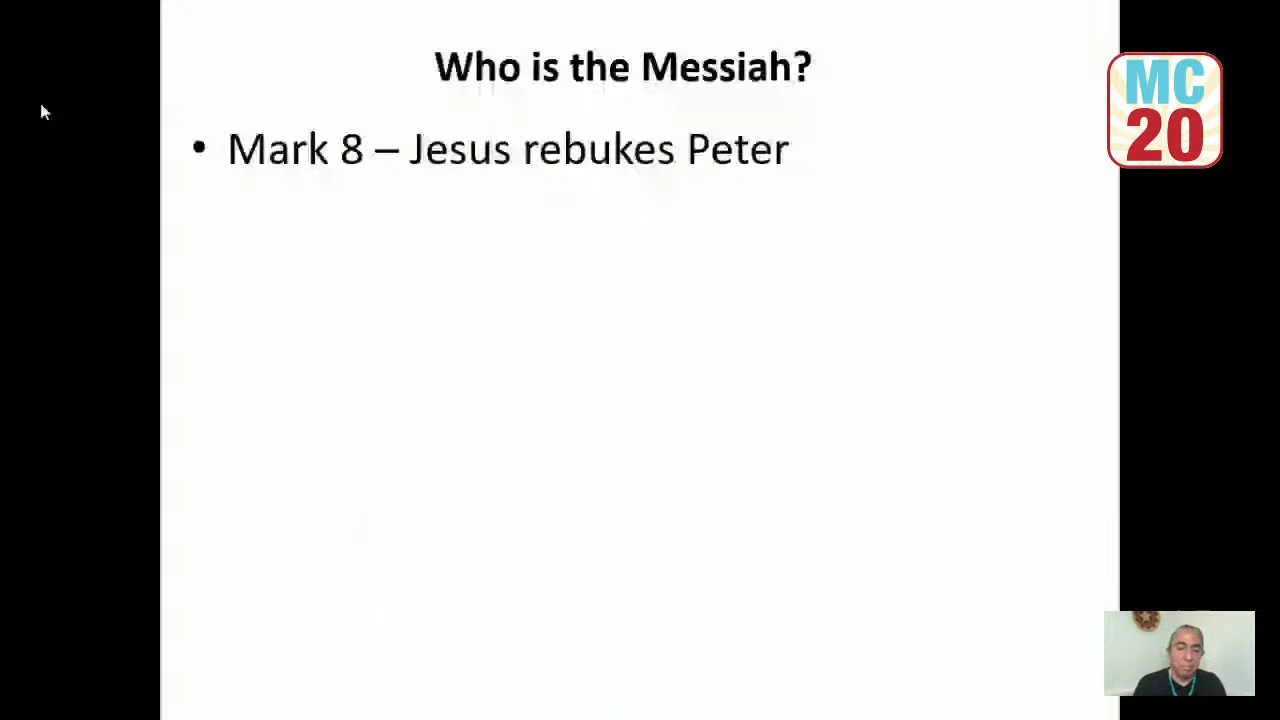 Who is the Messiah?
• Mark 8 – Jesus rebukes Peter
MC
20